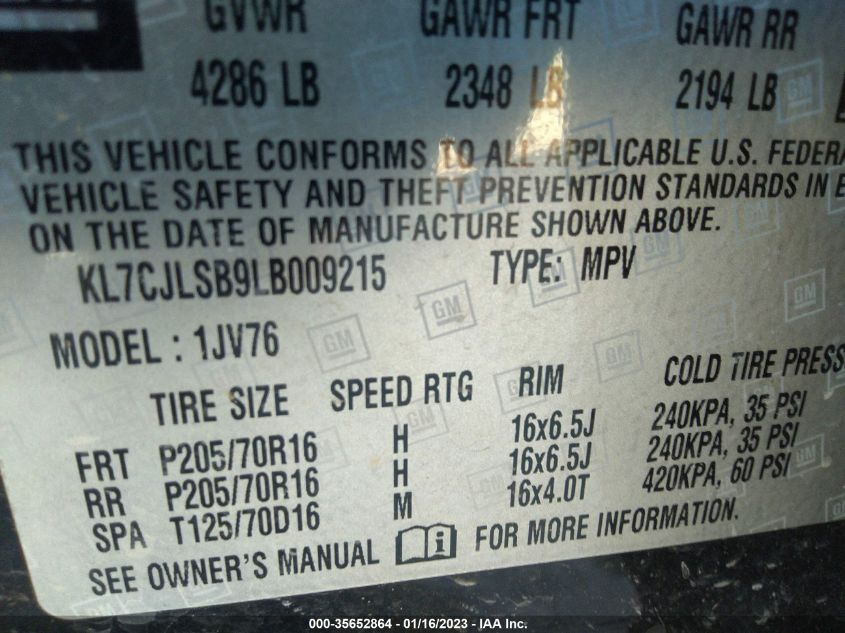 GVWR GAWR FRT GAWR RR
4286 LB 2348 LB 2194 LB
THIS VEHICLE CONFORMS TO ALL APPLICABLE U.S. FEDERA
VEHICLE SAFETY AND THEFT PREVENTION STANDARDS IN E
ON THE DATE OF MANUFACTURE SHOWN ABOVE.
KL7CJLSB9LB009215 TYPE: MPV
MODEL : 1JV76
TIRE SIZE SPEED RTG RIM COLD TIRE PRESS
FRT P205/70R16 H 16x6.5J 240KPA, 35 PSI
RR P205/70R16 H 16x6.5J 240KPA, 35 PSI
SPA T125/70D16 M 16x4.0T 420KPA, 60 PSI
SEE OWNER'S MANUAL i FOR MORE INFORMATION.
GM
000-35652864 - 01/16/2023 - IAA Inc.